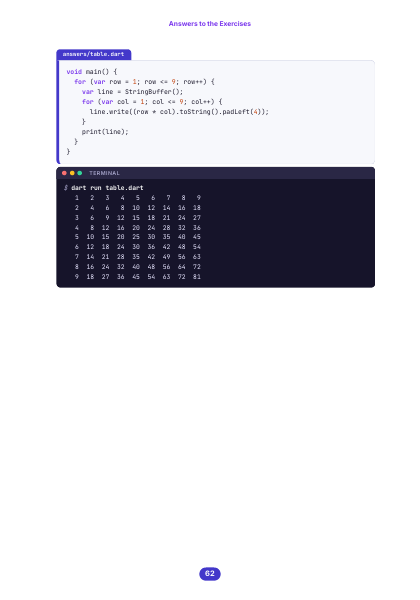 Answers to the Exercises
answers/table.dart
void main() {
  for (var row = 1; row <= 9; row++) {
    var line = StringBuffer();
    for (var col = 1; col <= 9; col++) {
      line.write((row * col).toString().padLeft(4));
    }
    print(line);
  }
}
TERMINAL
$ dart run table.dart
   1   2   3   4   5   6   7   8   9
   2   4   6   8  10  12  14  16  18
   3   6   9  12  15  18  21  24  27
   4   8  12  16  20  24  28  32  36
   5  10  15  20  25  30  35  40  45
   6  12  18  24  30  36  42  48  54
   7  14  21  28  35  42  49  56  63
   8  16  24  32  40  48  56  64  72
   9  18  27  36  45  54  63  72  81
62